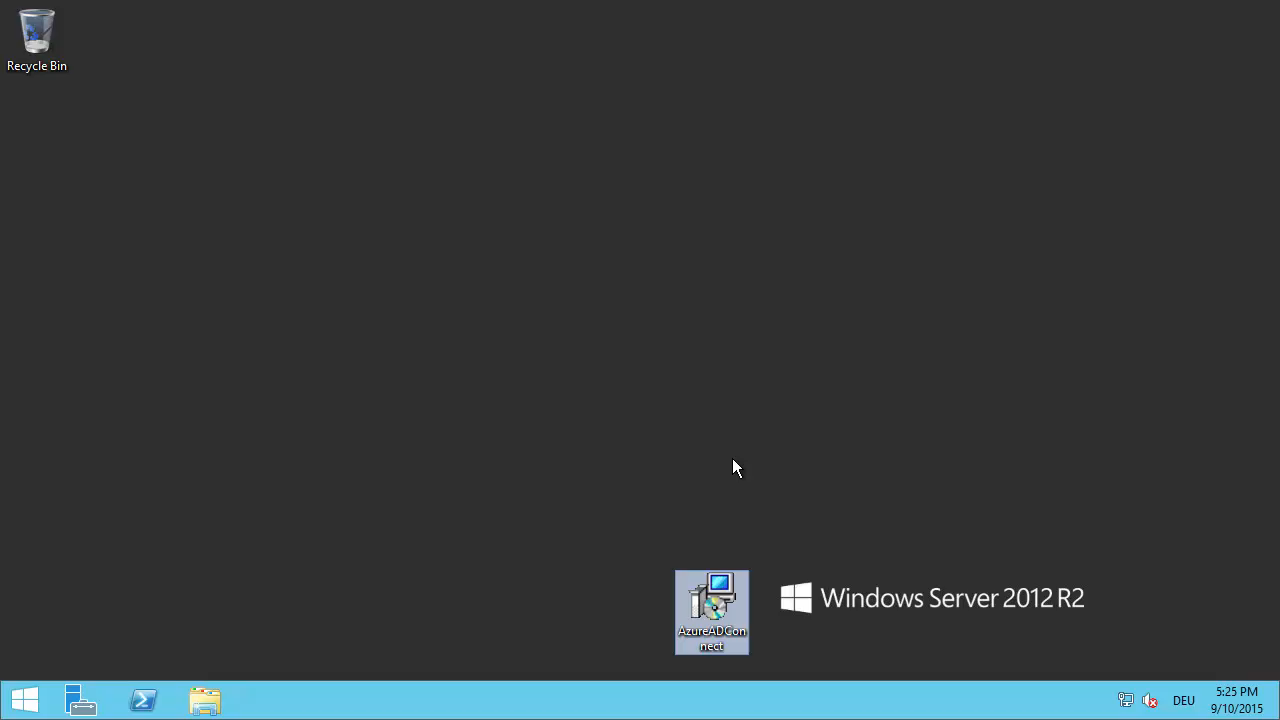 Recycle Bin
AzureADCon
nect
Windows Server 2012 R2
DEU
5:25 PM
9/10/2015